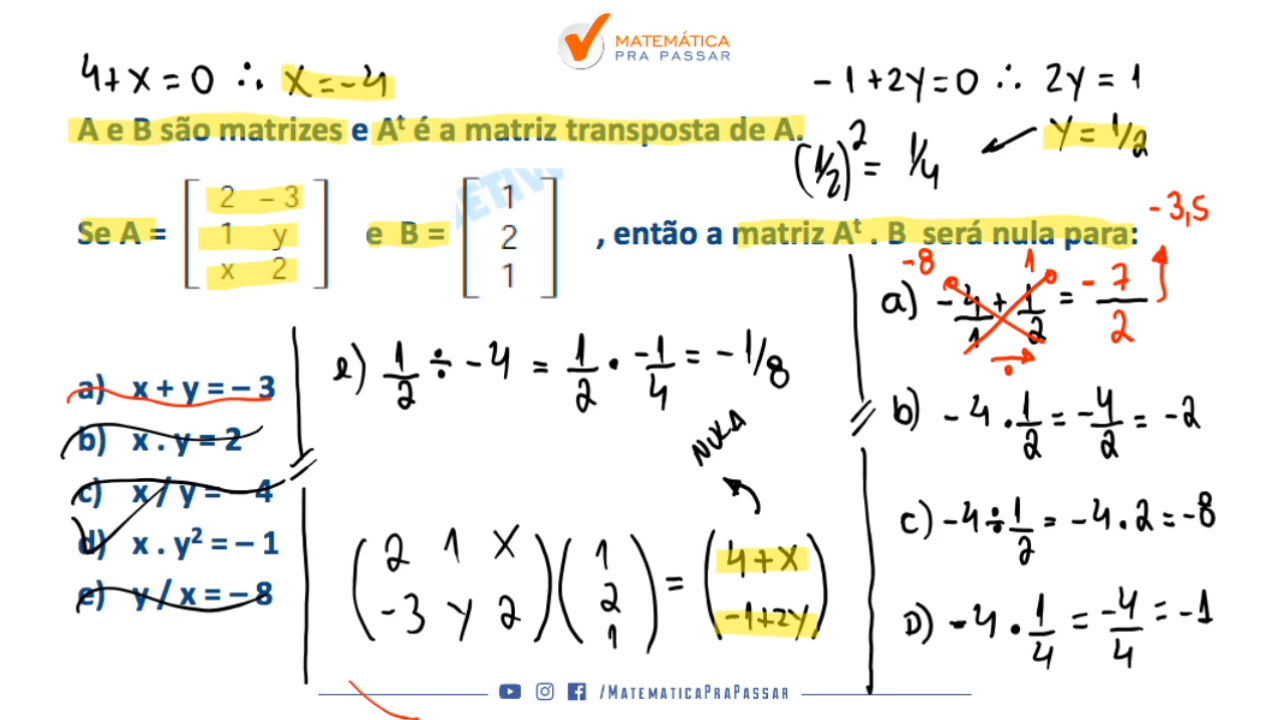 MATEMÁTICA
PRA PASSAR
4+X=0 ∴ X=-4
-1+2Y=0 ∴ 2Y=1
Y=1/2
(1/2)²=1/4
A e B são matrizes e Aᵗ é a matriz transposta de A.
2 -3
Se A = 1 y e B = , então a matriz Aᵗ . B será nula para:
x 2
1
2
1
a) x + y = – 3
b) x . y = 2
c) x / y = – 4
d) x . y² = – 1
e) y / x = – 8
e) 1/2 ÷ -4 = 1/2 · -1/4 = -1/8
NULA
(2 1 X) (1) = (4+X)
(-3 Y 2) (2) (-1+2Y)
(1)
-8 1 -3,5
a) -4/1 + 1/2 = -7/2
b) -4 · 1/2 = -4/2 = -2
c) -4 ÷ 1/2 = -4 · 2 = -8
D) -4 · 1/4 = -4/4 = -1
/MATEMATICAPRAPASSAR